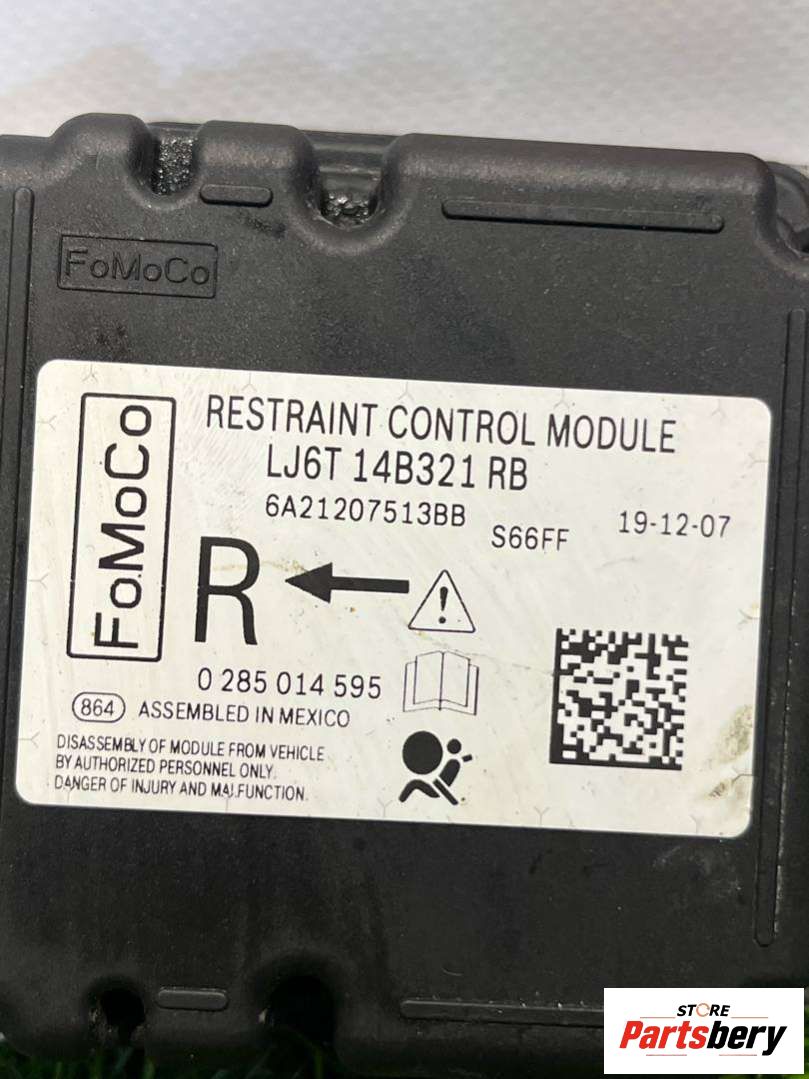 FoMoCo
FoMoCo
RESTRAINT CONTROL MODULE
LJ6T 14B321 RB
6A21207513BB S66FF 19-12-07
R
0 285 014 595
864 ASSEMBLED IN MEXICO
DISASSEMBLY OF MODULE FROM VEHICLE
BY AUTHORIZED PERSONNEL ONLY.
DANGER OF INJURY AND MALFUNCTION.
STORE
Partsbery